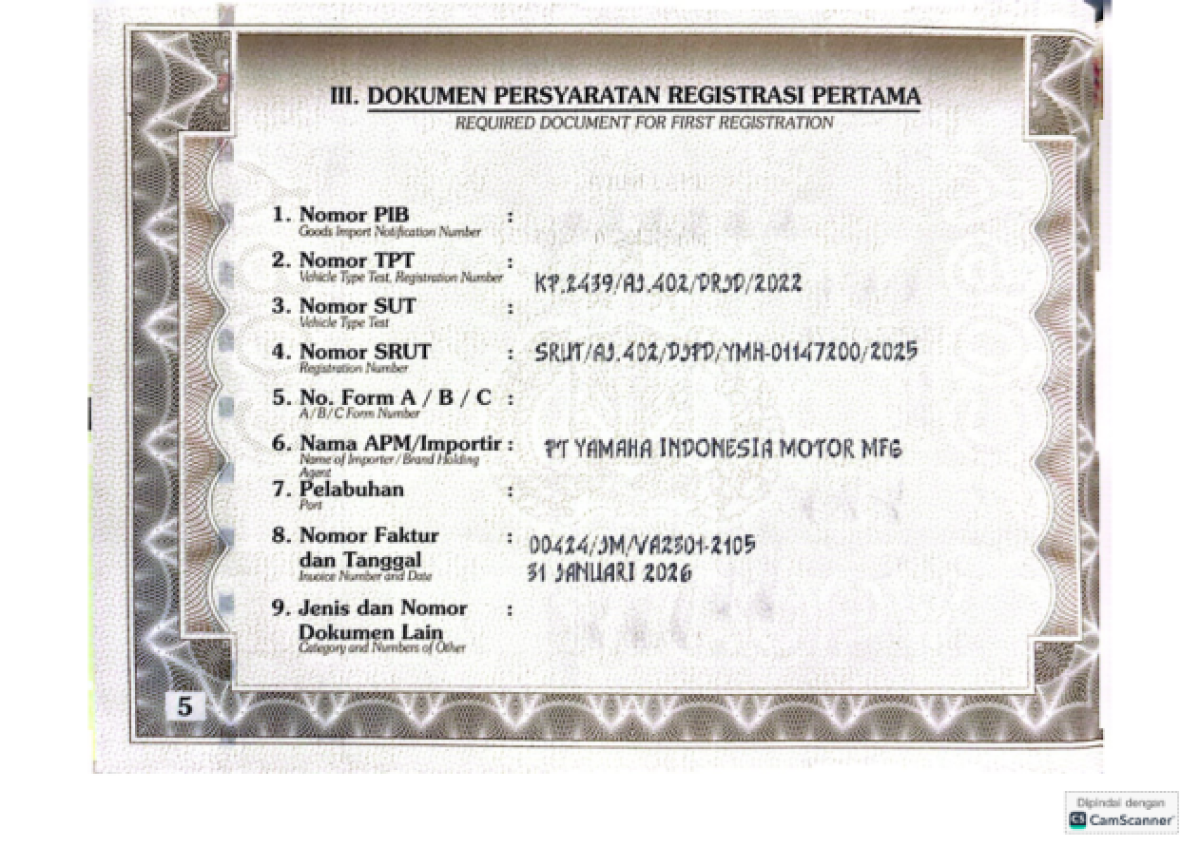 III. DOKUMEN PERSYARATAN REGISTRASI PERTAMA
REQUIRED DOCUMENT FOR FIRST REGISTRATION
1. Nomor PIB :
Goods Import Notification Number
2. Nomor TPT :
Vehicle Type Test, Registration Number
KP.2439/AJ.402/DRJD/2022
3. Nomor SUT :
Vehicle Type Test
4. Nomor SRUT : SRUT/AJ.402/DJPD/YMH-01147200/2025
Registration Number
5. No. Form A / B / C :
A/B/C Form Number
6. Nama APM/Importir : PT YAMAHA INDONESIA MOTOR MFG
Name of Importer / Brand Holding
Agent
7. Pelabuhan :
Port
8. Nomor Faktur : 00424/JM/VA2301-2105
dan Tanggal 31 JANUARI 2026
Invoice Number and Date
9. Jenis dan Nomor :
Dokumen Lain
Category and Numbers of Other
5
Dipindai dengan
CS CamScanner